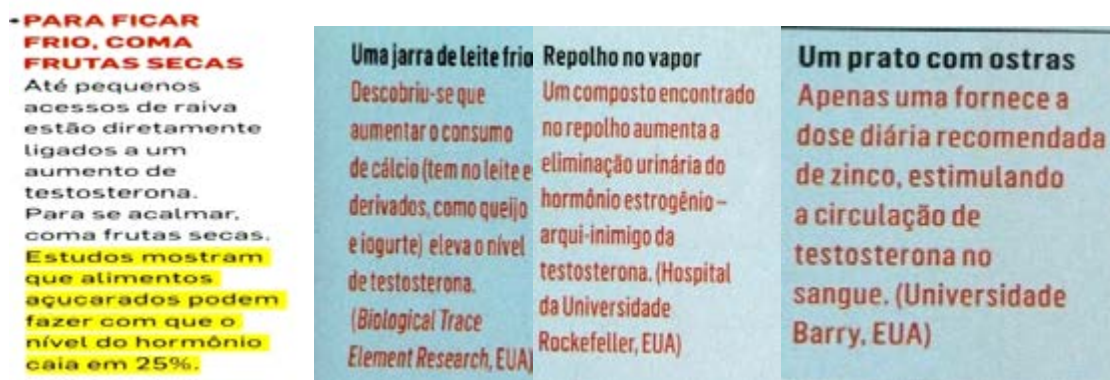 PARA FICAR
FRIO, COMA
FRUTAS SECAS
Até pequenos
acessos de raiva
estão diretamente
ligados a um
aumento de
testosterona.
Para se acalmar,
coma frutas secas.
Estudos mostram
que alimentos
açucarados podem
fazer com que o
nível do hormônio
caia em 25%.
Uma jarra de leite frio
Descobriu-se que
aumentar o consumo
de cálcio (tem no leite e
derivados, como queijo
e iogurte) eleva o nível
de testosterona.
(Biological Trace
Element Research, EUA)
Repolho no vapor
Um composto encontrado
no repolho aumenta a
eliminação urinária do
hormônio estrogênio –
arqui-inimigo da
testosterona. (Hospital
da Universidade
Rockefeller, EUA)
Um prato com ostras
Apenas uma fornece a
dose diária recomendada
de zinco, estimulando
a circulação de
testosterona no
sangue. (Universidade
Barry, EUA)